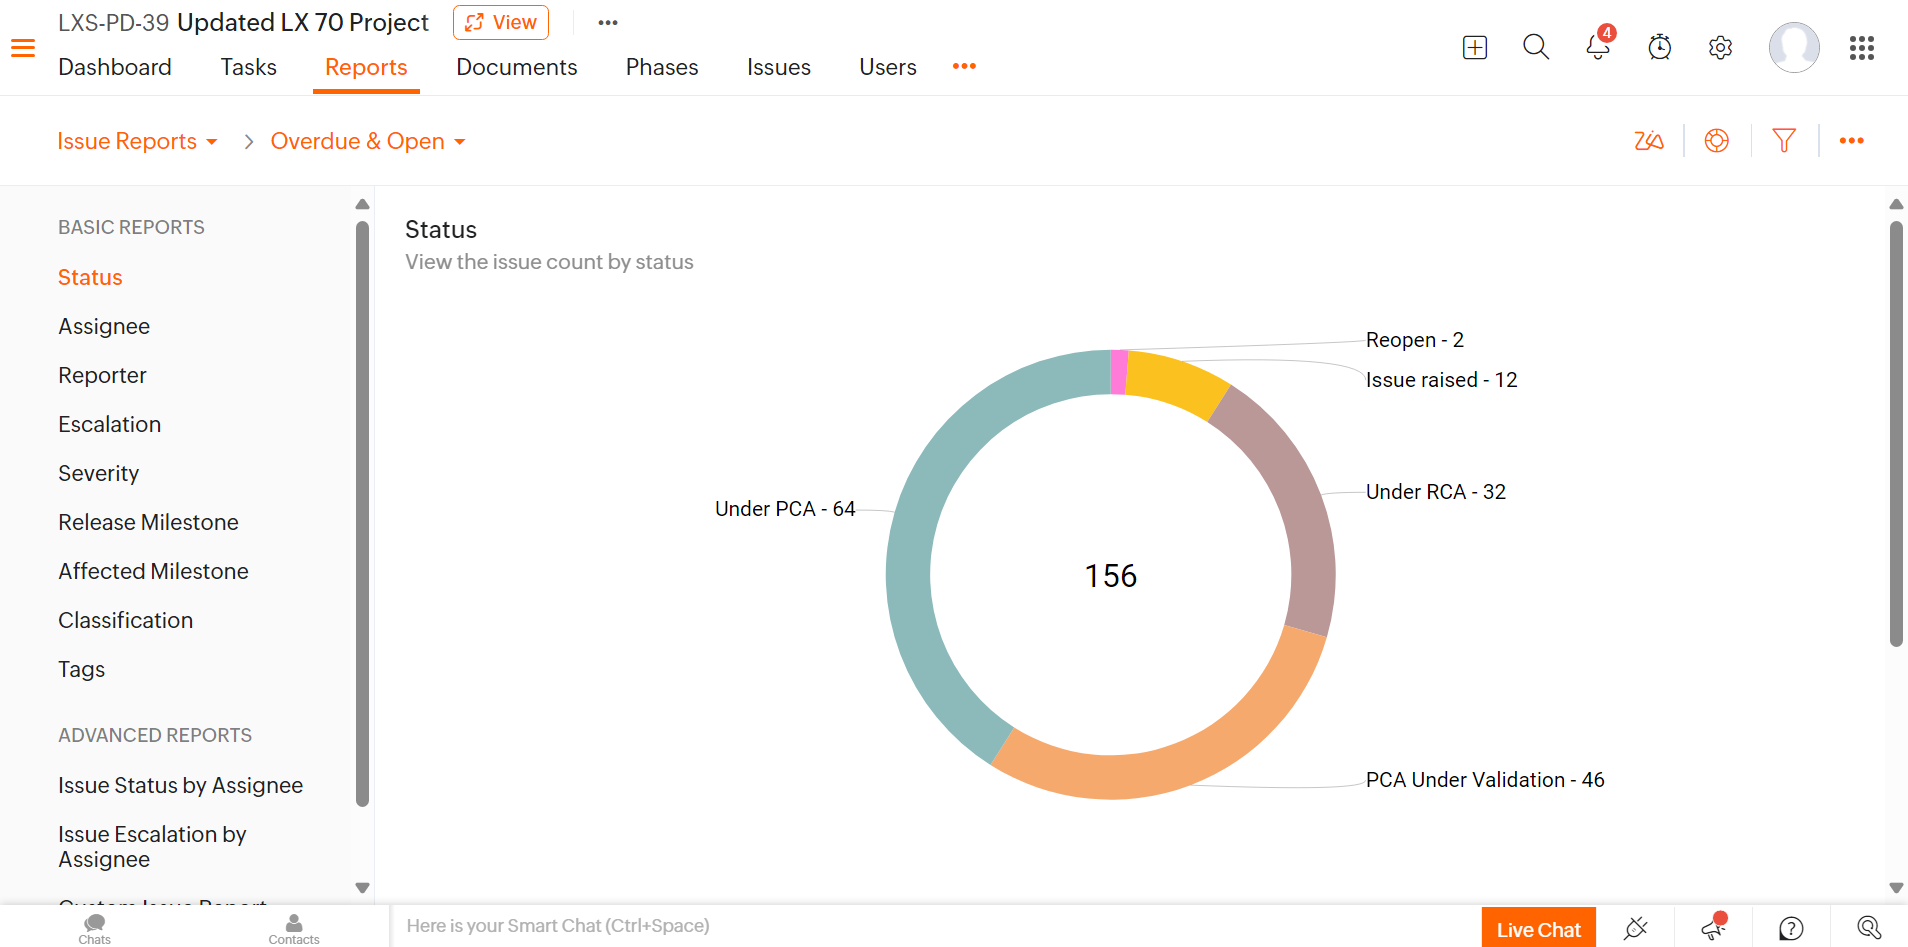 LXS-PD-39 Updated LX 70 Project
View
Dashboard Tasks Reports Documents Phases Issues Users
4
Issue Reports > Overdue & Open
Zia
BASIC REPORTS
Status
Assignee
Reporter
Escalation
Severity
Release Milestone
Affected Milestone
Classification
Tags
ADVANCED REPORTS
Issue Status by Assignee
Issue Escalation by
Assignee
Custom Issue Report
Status
View the issue count by status
Reopen - 2
Issue raised - 12
Under RCA - 32
Under PCA - 64
156
PCA Under Validation - 46
Chats
Contacts
Here is your Smart Chat (Ctrl+Space)
Live Chat